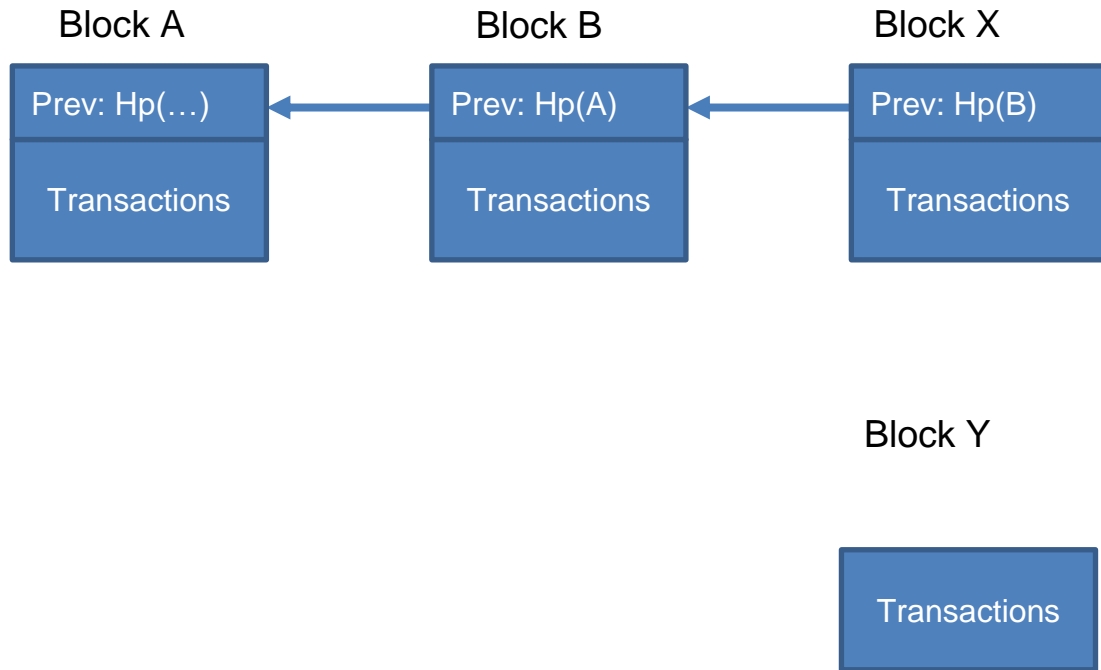 Block A
Block B
Block X
Prev: Hp(…)
Prev: Hp(A)
Prev: Hp(B)
Transactions
Transactions
Transactions
Block Y
Transactions